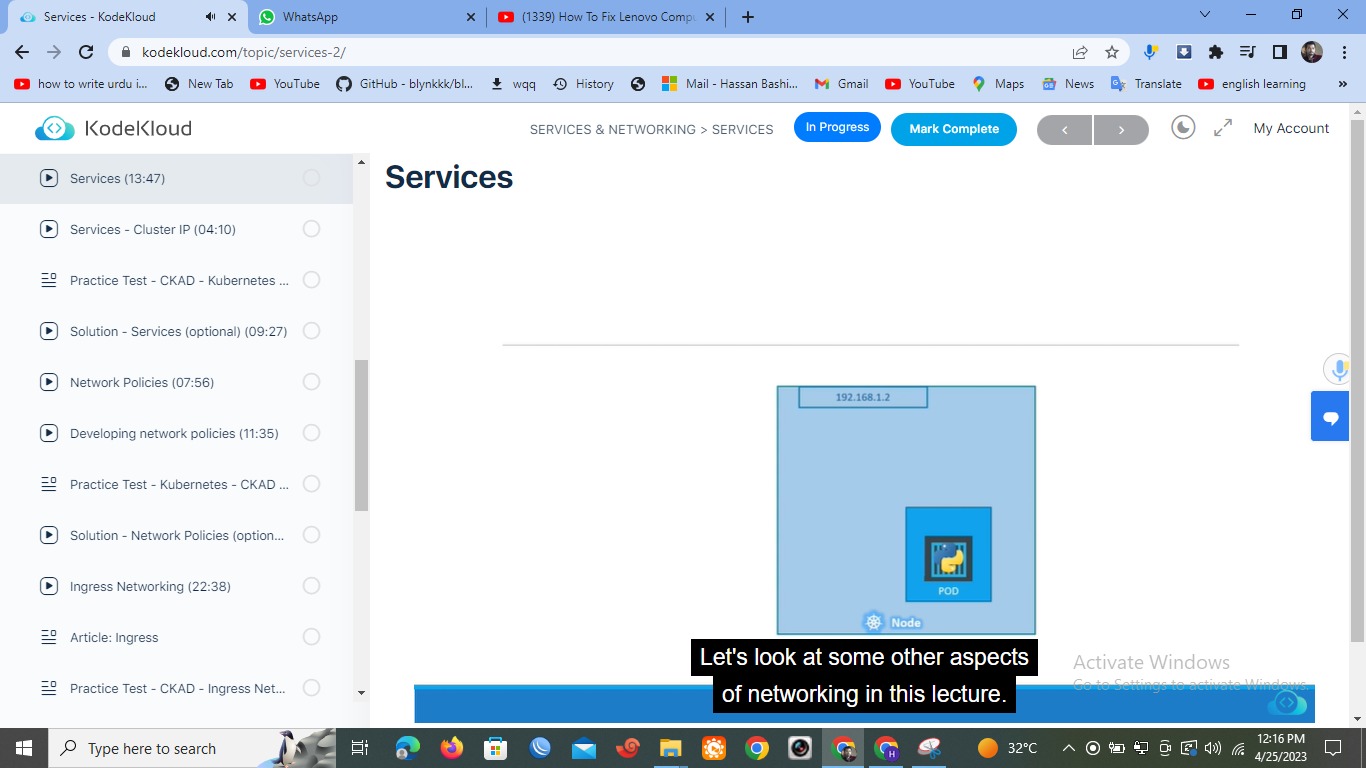 Services - KodeKloud
WhatsApp
(1339) How To Fix Lenovo Compu
kodekloud.com/topic/services-2/
how to write urdu i...
New Tab
YouTube
GitHub - blynkkk/bl...
wqq
History
Mail - Hassan Bashi...
Gmail
YouTube
Maps
News
Translate
english learning
»
KodeKloud
SERVICES & NETWORKING > SERVICES
In Progress
Mark Complete
My Account
Services (13:47)
Services - Cluster IP (04:10)
Practice Test - CKAD - Kubernetes ...
Solution - Services (optional) (09:27)
Network Policies (07:56)
Developing network policies (11:35)
Practice Test - Kubernetes - CKAD ...
Solution - Network Policies (option...
Ingress Networking (22:38)
Article: Ingress
Practice Test - CKAD - Ingress Net...
Services
192.168.1.2
POD
Node
Let's look at some other aspects
of networking in this lecture.
Activate Windows
Go to Settings to activate Windows.
Type here to search
32°C
12:16 PM
4/25/2023